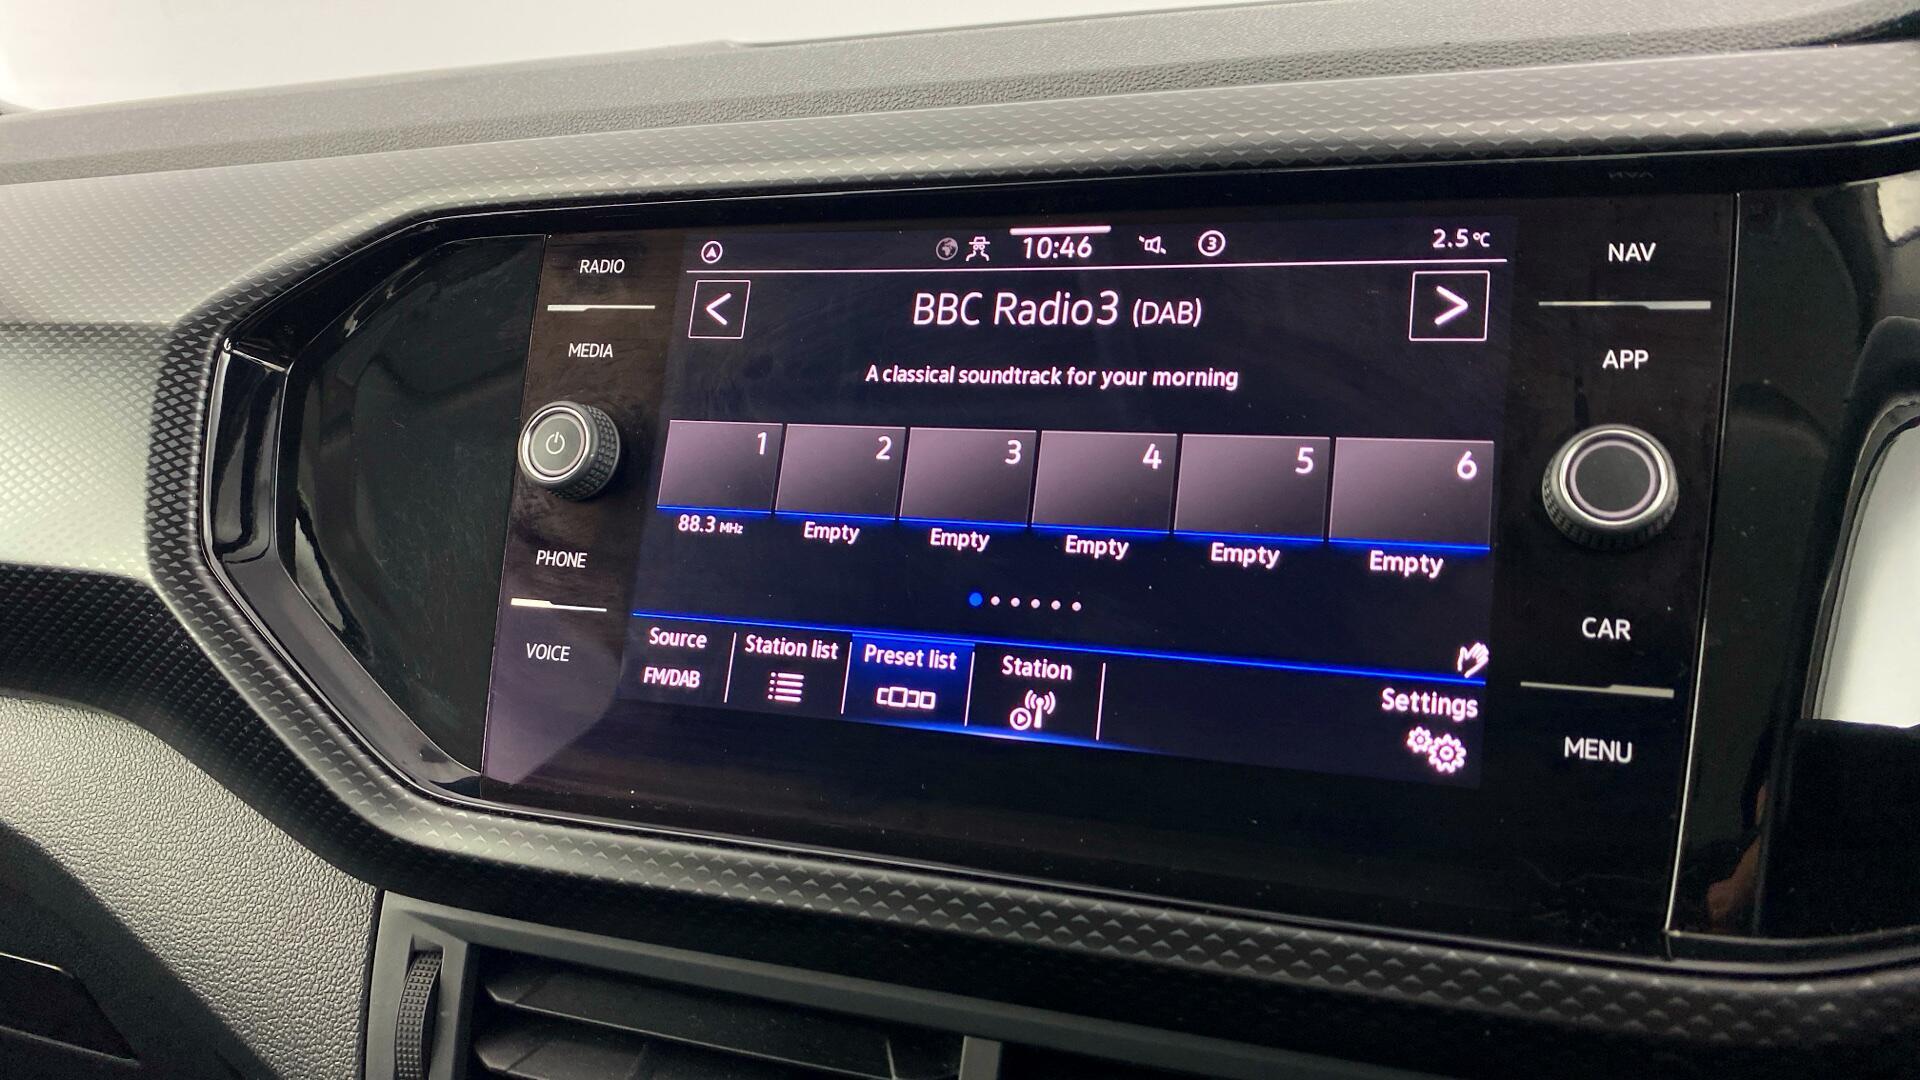 RADIO
MEDIA
PHONE
VOICE
A
10:46
3
2.5°C
< BBC Radio3 (DAB) >
A classical soundtrack for your morning
1 2 3 4 5 6
88.3 MHz Empty Empty Empty Empty Empty
Source Station list Preset list Station Settings
FM/DAB
NAV
APP
CAR
MENU